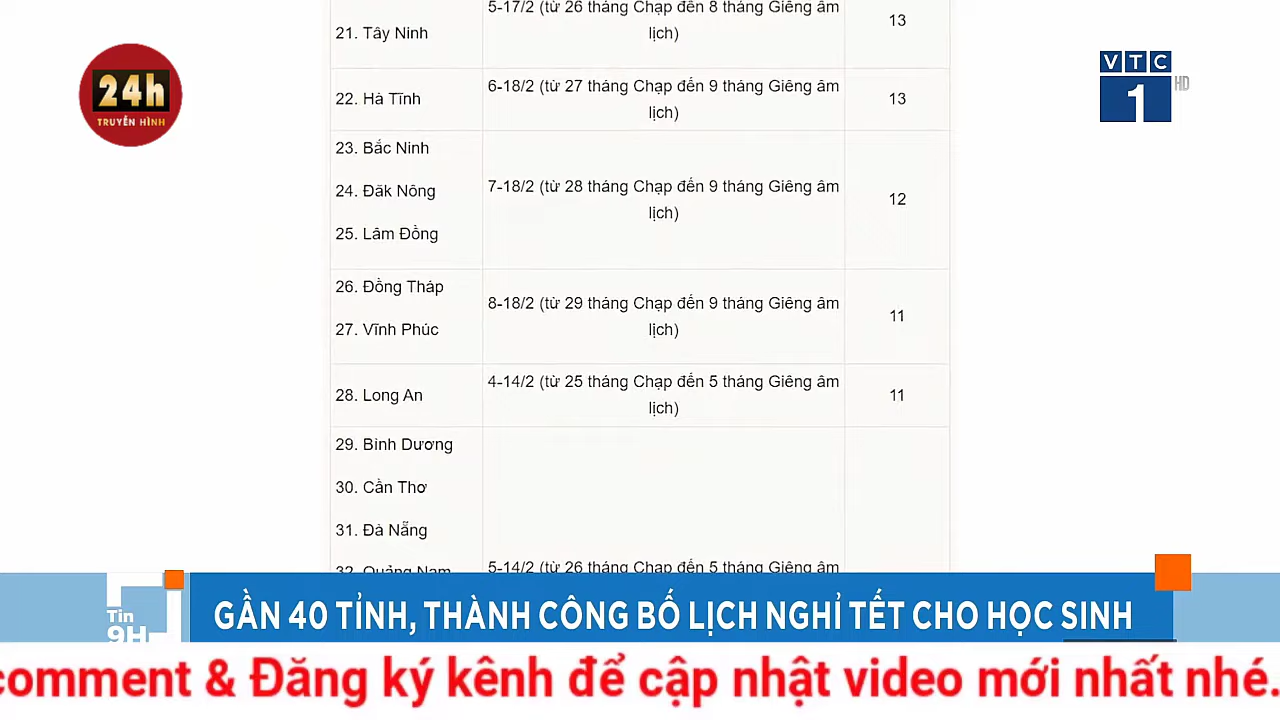 5-17/2 (từ 26 tháng Chạp đến 8 tháng Giêng âm
21. Tây Ninh
lịch)
13
22. Hà Tĩnh
6-18/2 (từ 27 tháng Chạp đến 9 tháng Giêng âm
lịch)
13
23. Bắc Ninh
24. Đăk Nông
25. Lâm Đồng
7-18/2 (từ 28 tháng Chạp đến 9 tháng Giêng âm
lịch)
12
26. Đồng Tháp
27. Vĩnh Phúc
8-18/2 (từ 29 tháng Chạp đến 9 tháng Giêng âm
lịch)
11
28. Long An
4-14/2 (từ 25 tháng Chạp đến 5 tháng Giêng âm
lịch)
11
29. Bình Dương
30. Cần Thơ
31. Đà Nẵng
32. Quảng Nam
5-14/2 (từ 26 tháng Chạp đến 5 tháng Giêng âm
24h
TRUYỀN HÌNH
VTC
1
HD
Tin
9H
GẦN 40 TỈNH, THÀNH CÔNG BỐ LỊCH NGHỈ TẾT CHO HỌC SINH
comment & Đăng ký kênh để cập nhật video mới nhất nhé.